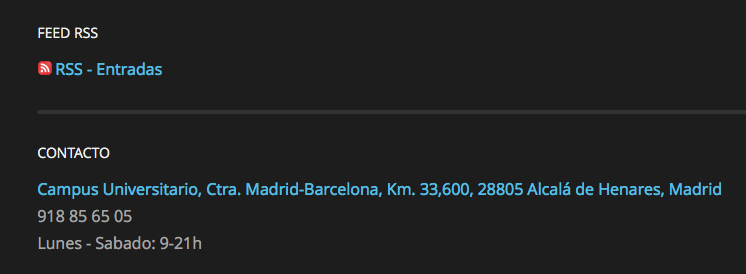 FEED RSS
RSS - Entradas
CONTACTO
Campus Universitario, Ctra. Madrid-Barcelona, Km. 33,600, 28805 Alcalá de Henares, Madrid
918 85 65 05
Lunes - Sabado: 9-21h